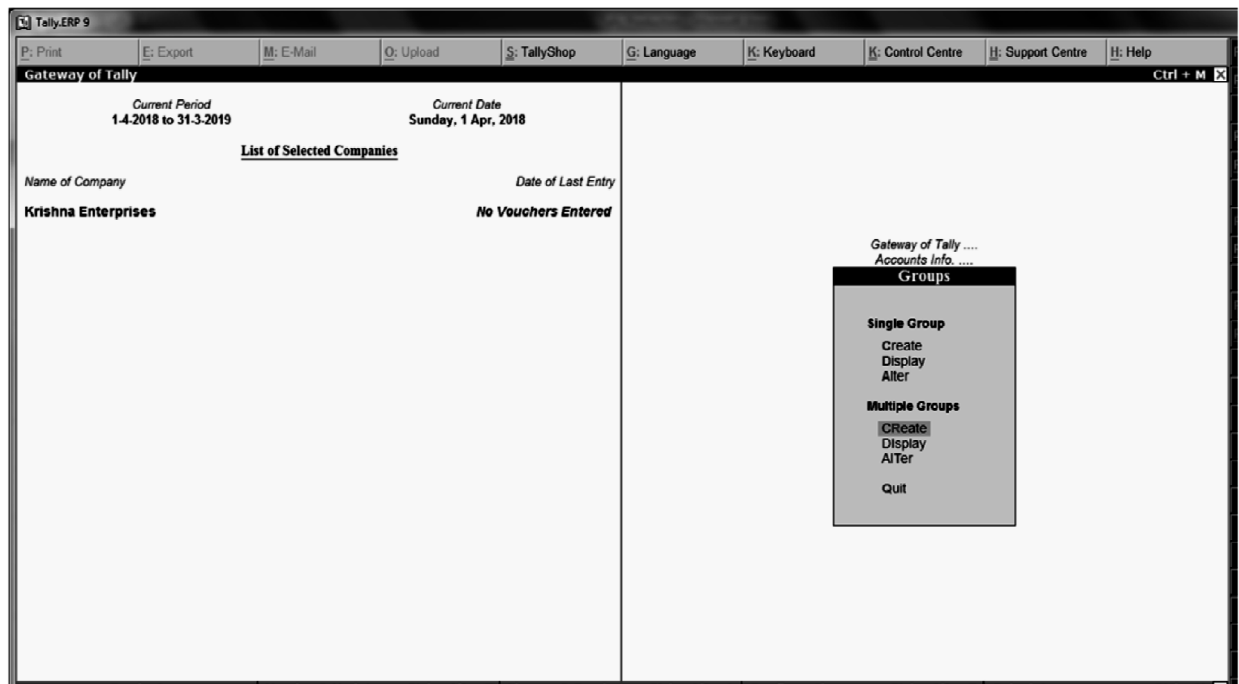 Tally.ERP 9
P: Print E: Export M: E-Mail O: Upload S: TallyShop G: Language K: Keyboard K: Control Centre H: Support Centre H: Help
Gateway of Tally Ctrl + M X
Current Period Current Date
1-4-2018 to 31-3-2019 Sunday, 1 Apr, 2018
List of Selected Companies
Name of Company Date of Last Entry
Krishna Enterprises No Vouchers Entered
Gateway of Tally ....
Accounts Info. ....
Groups
Single Group
Create
Display
Alter
Multiple Groups
CReate
DIsplay
AlTer
Quit